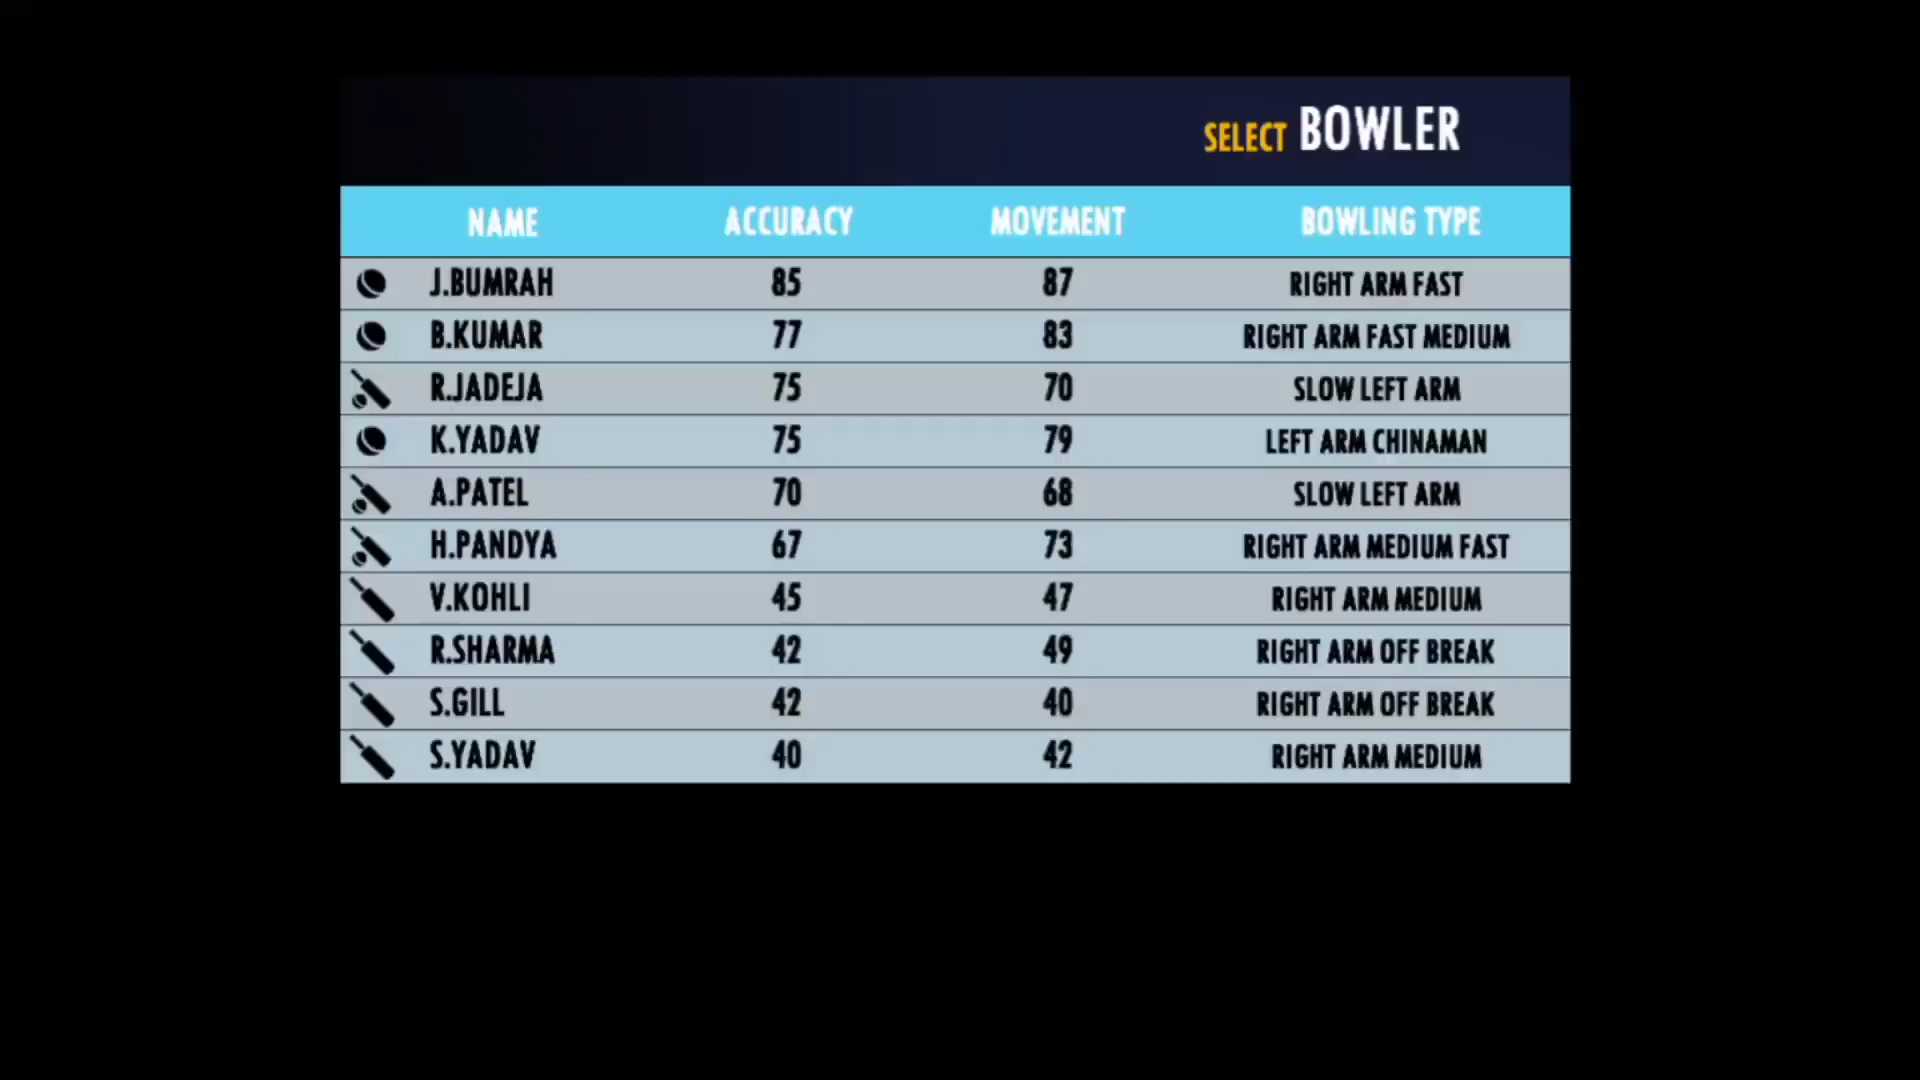 SELECT BOWLER
NAME ACCURACY MOVEMENT BOWLING TYPE
J.BUMRAH 85 87 RIGHT ARM FAST
B.KUMAR 77 83 RIGHT ARM FAST MEDIUM
R.JADEJA 75 70 SLOW LEFT ARM
K.YADAV 75 79 LEFT ARM CHINAMAN
A.PATEL 70 68 SLOW LEFT ARM
H.PANDYA 67 73 RIGHT ARM MEDIUM FAST
V.KOHLI 45 47 RIGHT ARM MEDIUM
R.SHARMA 42 49 RIGHT ARM OFF BREAK
S.GILL 42 40 RIGHT ARM OFF BREAK
S.YADAV 40 42 RIGHT ARM MEDIUM